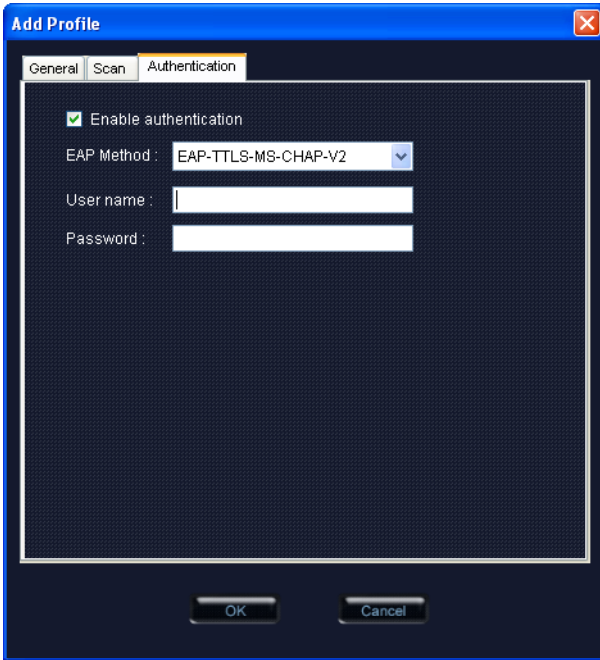 Add Profile
General Scan Authentication
Enable authentication
EAP Method : EAP-TTLS-MS-CHAP-V2
User name :
Password :
OK Cancel